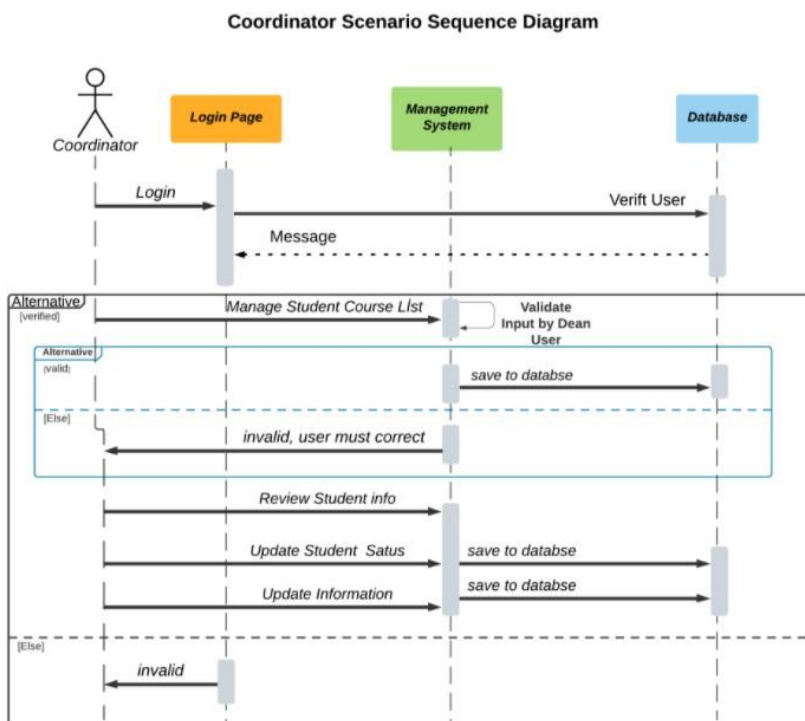 Coordinator Scenario Sequence Diagram
Coordinator
Login Page
Management
System
Database
Login
Verift User
Message
Alternative
[verified]
Manage Student Course LIst
Validate
Input by Dean
User
Alternative
[valid]
save to databse
[Else]
invalid, user must correct
Review Student info
Update Student Satus
save to databse
Update Information
save to databse
[Else]
invalid